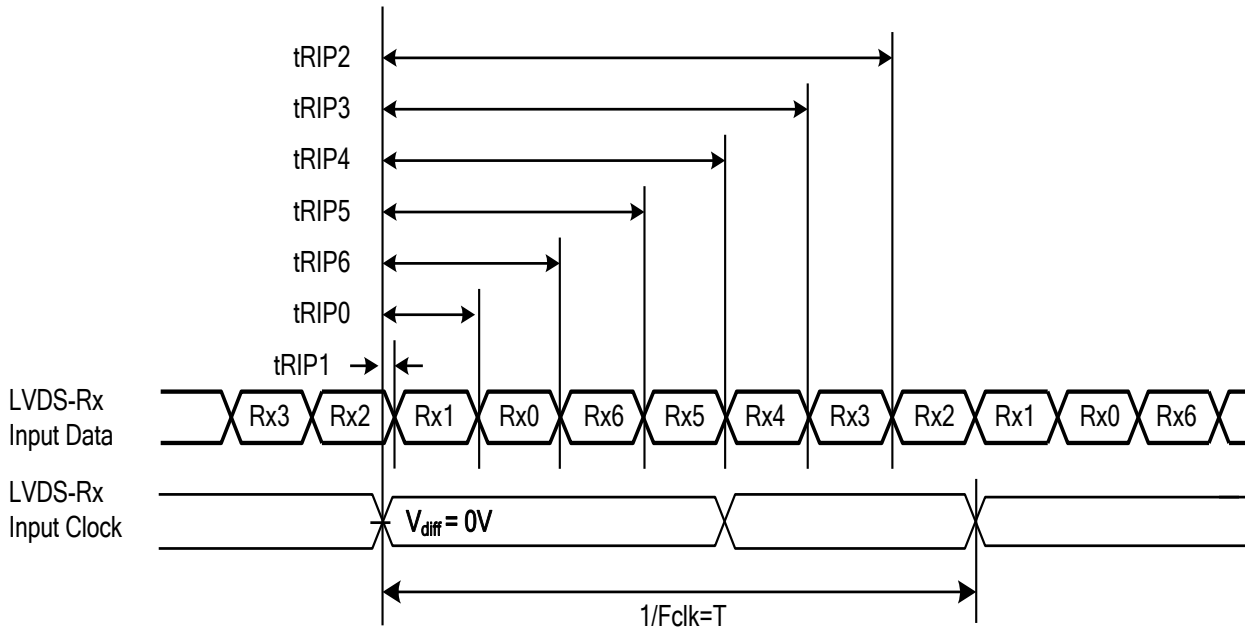 tRIP2
tRIP3
tRIP4
tRIP5
tRIP6
tRIP0
tRIP1
LVDS-Rx
Input Data
Rx3 Rx2 Rx1 Rx0 Rx6 Rx5 Rx4 Rx3 Rx2 Rx1 Rx0 Rx6
LVDS-Rx
Input Clock
Vdiff = 0V
1/Fclk=T